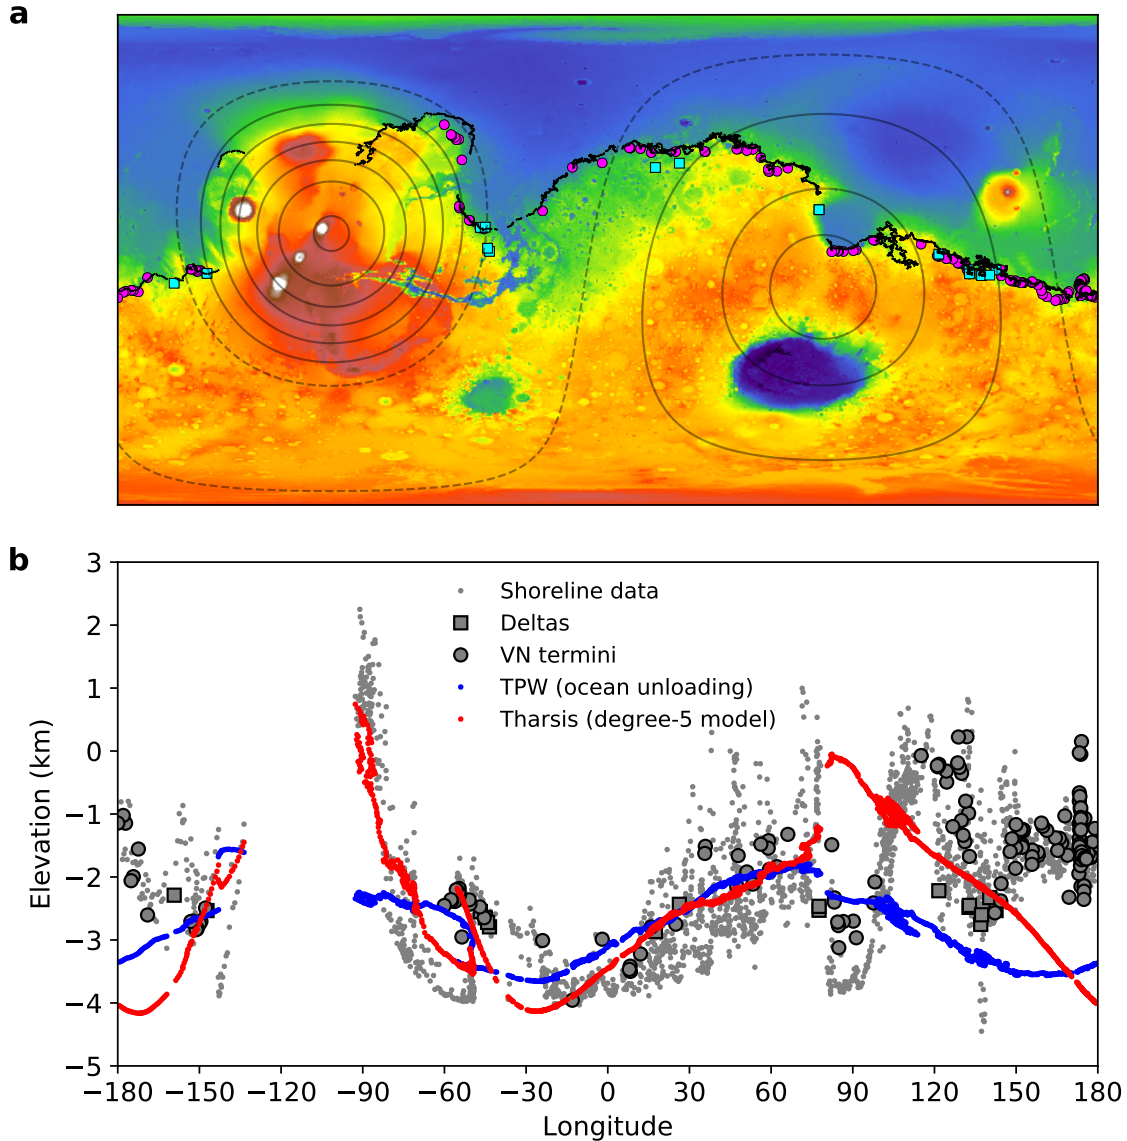 a
b
3
2
1
0
−1
−2
−3
−4
−5
Elevation (km)
Shoreline data
Deltas
VN termini
TPW (ocean unloading)
Tharsis (degree-5 model)
−180 −150 −120 −90 −60 −30 0 30 60 90 120 150 180
Longitude